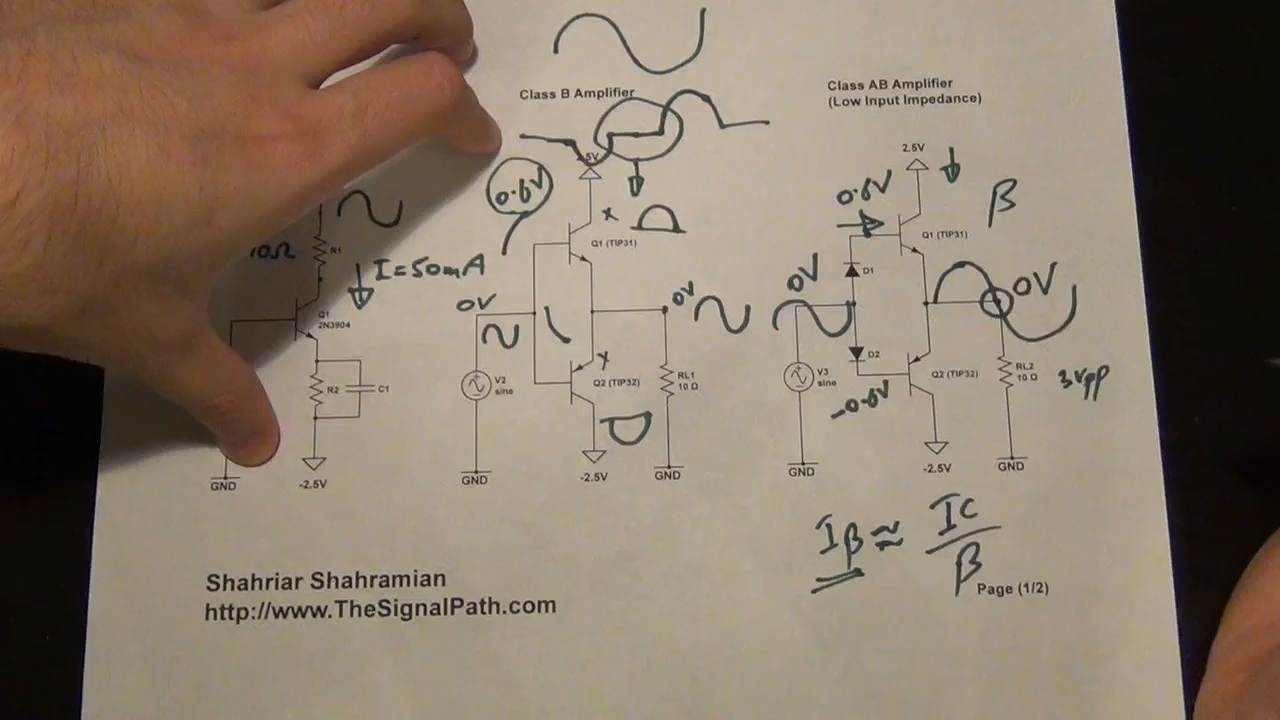 Class B Amplifier
Class AB Amplifier
(Low Input Impedance)
10Ω
R1
I=50mA
Q1
2N3904
R2
C1
GND
-2.5V
0.6V
5V
Q1 (TIP31)
0V
0V
V2
sine
Q2 (TIP32)
RL1
10 Ω
GND
-2.5V
GND
2.5V
0.6V
β
Q1 (TIP31)
D1
0V
0V
D2
V3
sine
-0.6V
Q2 (TIP32)
RL2
10 Ω
3Vpp
GND
-2.5V
GND
Iβ ≈ IC
β
Shahriar Shahramian
http://www.TheSignalPath.com
Page (1/2)